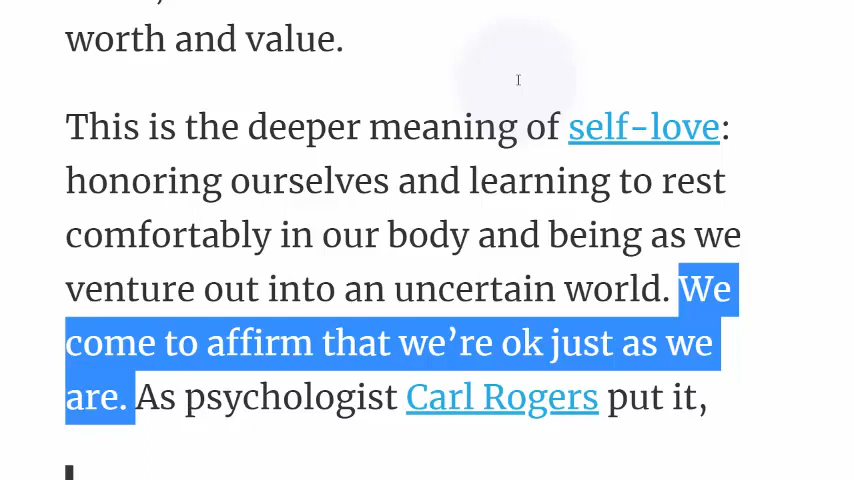 worth and value.
This is the deeper meaning of self-love:
honoring ourselves and learning to rest
comfortably in our body and being as we
venture out into an uncertain world. We
come to affirm that we’re ok just as we
are. As psychologist Carl Rogers put it,